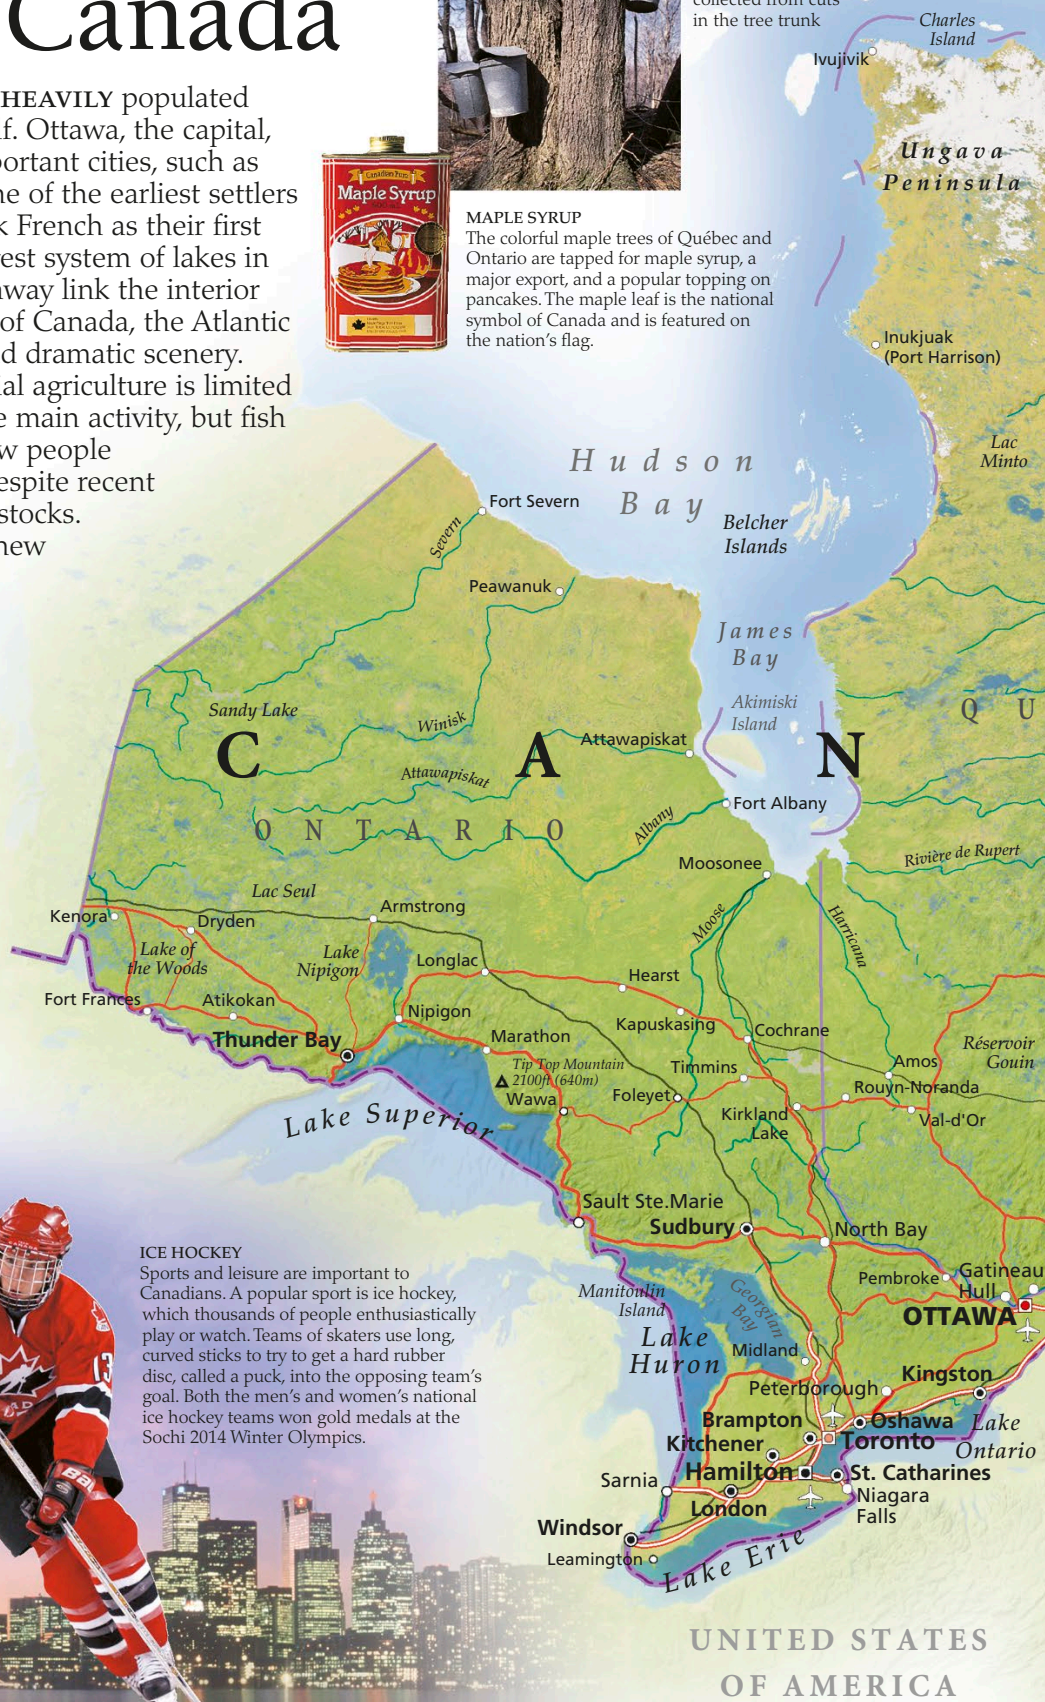 Canada
HEAVILY populated
f. Ottawa, the capital,
portant cities, such as
ne of the earliest settlers
k French as their first
est system of lakes in
way link the interior
of Canada, the Atlantic
d dramatic scenery.
al agriculture is limited
e main activity, but fish
w people
espite recent
stocks.
new
collected from cuts
in the tree trunk
Canadian Pure
Maple Syrup
MAPLE SYRUP
The colorful maple trees of Québec and
Ontario are tapped for maple syrup, a
major export, and a popular topping on
pancakes. The maple leaf is the national
symbol of Canada and is featured on
the nation's flag.
Charles
Island
Ivujivik
Ungava
Peninsula
Inukjuak
(Port Harrison)
Lac
Minto
Hudson
Bay
Belcher
Islands
Fort Severn
Severn
Peawanuk
James
Bay
Akimiski
Island
Sandy Lake
Winisk
Attawapiskat
Attawapiskat
C A N
Q U
Fort Albany
Albany
ONTARIO
Moosonee
Rivière de Rupert
Lac Seul
Kenora
Dryden
Armstrong
Moose
Harricana
Lake of
the Woods
Lake
Nipigon
Longlac
Hearst
Fort Frances
Atikokan
Nipigon
Kapuskasing
Cochrane
Thunder Bay
Marathon
Réservoir
Gouin
Tip Top Mountain
2100ft (640m)
Timmins
Amos
Wawa
Foleyet
Rouyn-Noranda
Kirkland
Lake
Val-d'Or
Lake Superior
Sault Ste.Marie
Sudbury
North Bay
Pembroke
Gatineau
Hull
OTTAWA
Manitoulin
Island
Georgian
Bay
Lake
Huron
Midland
Peterborough
Kingston
Brampton
Oshawa
Lake
Ontario
Kitchener
Toronto
Hamilton
St. Catharines
Sarnia
Niagara
Falls
London
Windsor
Leamington
Lake Erie
UNITED STATES
OF AMERICA
ICE HOCKEY
Sports and leisure are important to
Canadians. A popular sport is ice hockey,
which thousands of people enthusiastically
play or watch. Teams of skaters use long,
curved sticks to try to get a hard rubber
disc, called a puck, into the opposing team's
goal. Both the men's and women's national
ice hockey teams won gold medals at the
Sochi 2014 Winter Olympics.
13